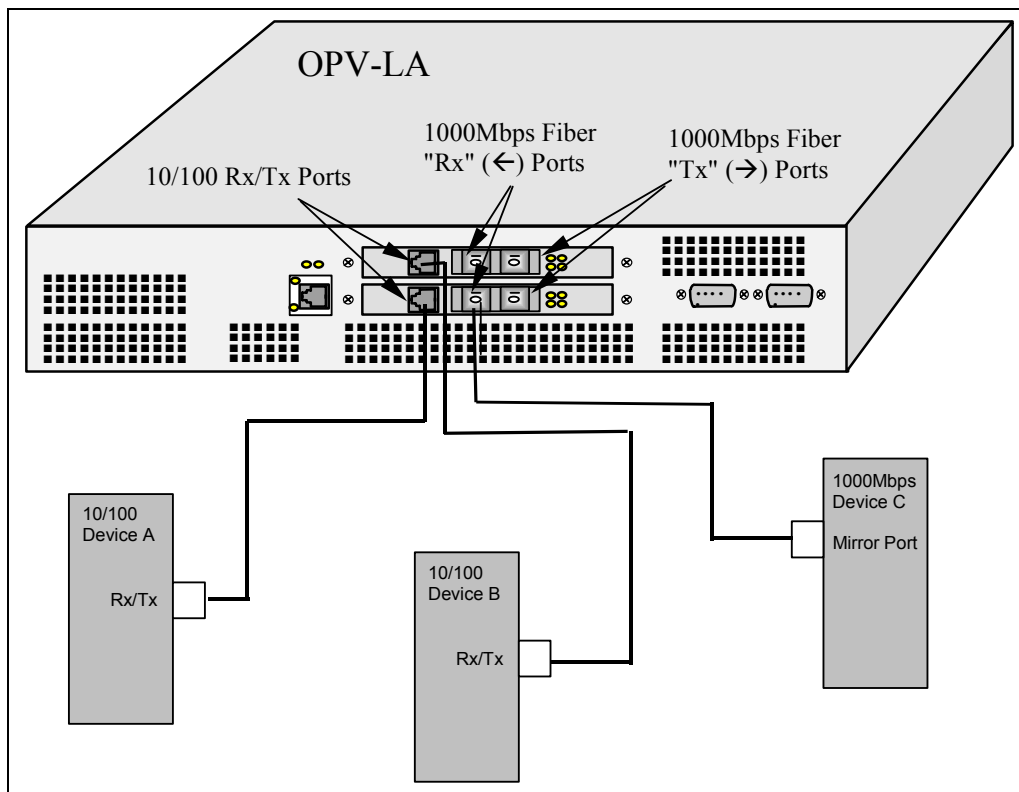 OPV-LA
1000Mbps Fiber
"Rx" (←) Ports
1000Mbps Fiber
"Tx" (→) Ports
10/100 Rx/Tx Ports
10/100
Device A
Rx/Tx
10/100
Device B
Rx/Tx
1000Mbps
Device C
Mirror Port